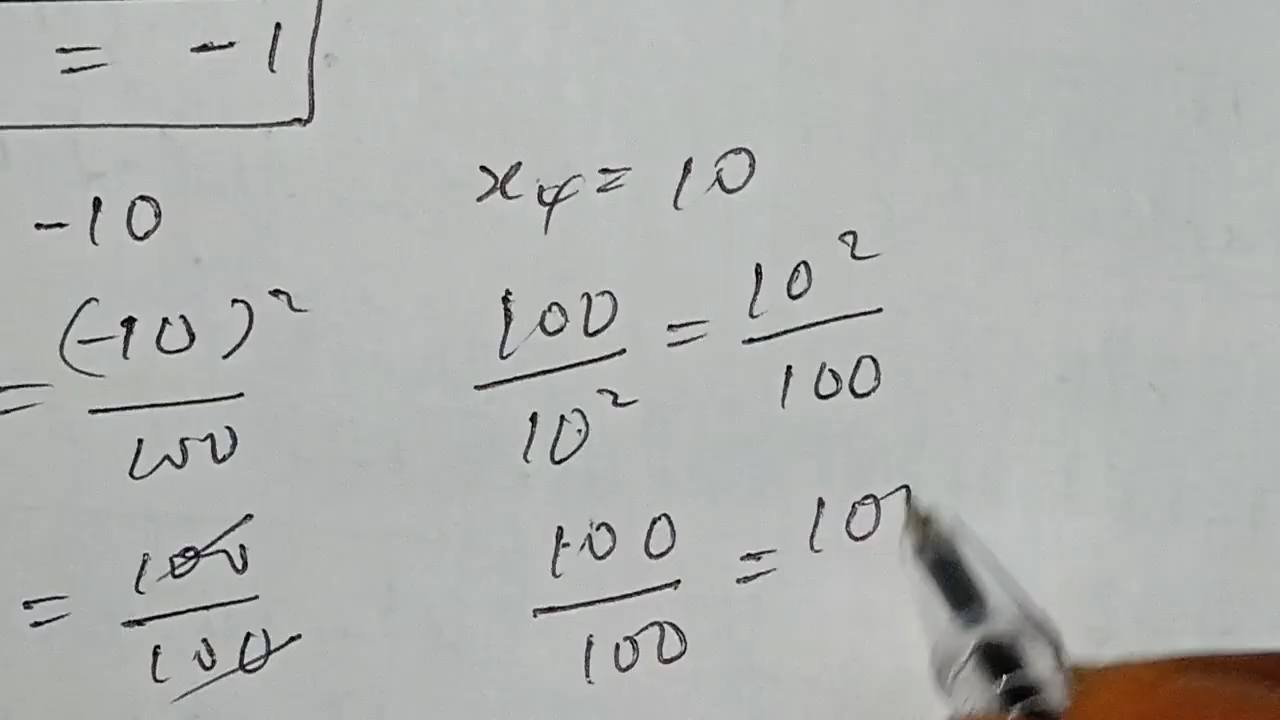 = -1
-10
= (-10)² / 100
= 100 / 100
x₄ = 10
100 / 10² = 10² / 100
100 / 100 = 10